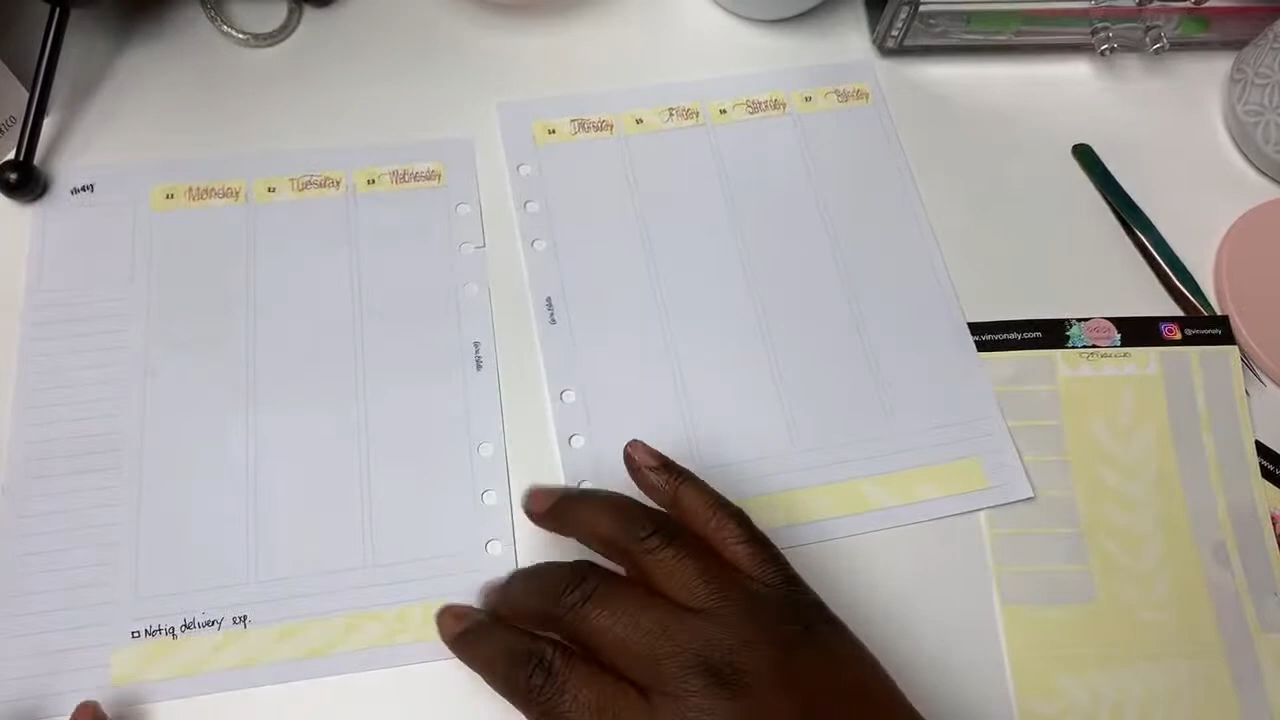 may
11 Monday
12 Tuesday
13 Wednesday
14 Thursday
15 Friday
16 Saturday
17 Sunday
Notiq delivery exp.
w.vinvonaly.com
@vinvonaly